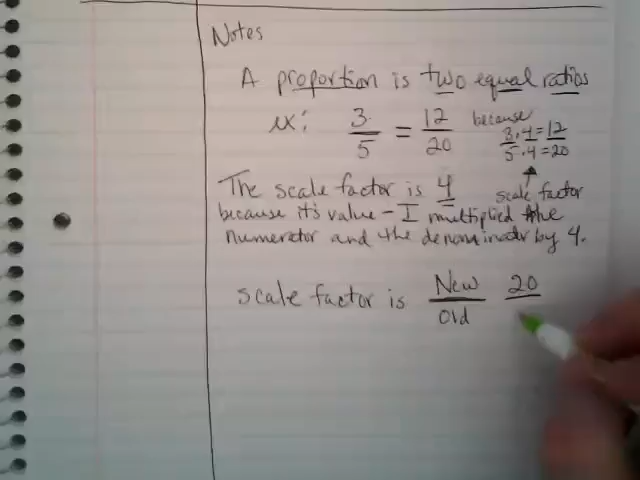 Notes
A proportion is two equal ratios
ex: 3/5 = 12/20 because 3·4=12
5·4=20
The scale factor is 4 scale factor
because it's value - I multiplied the
numerator and the denominator by 4.
scale factor is New/Old 20